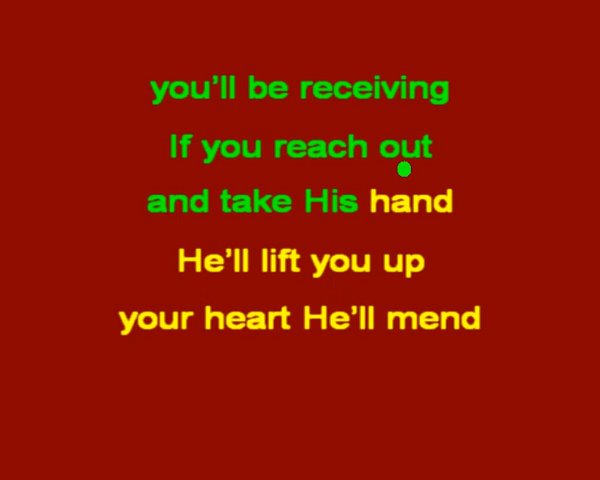 you'll be receiving
If you reach out
and take His hand
He'll lift you up
your heart He'll mend